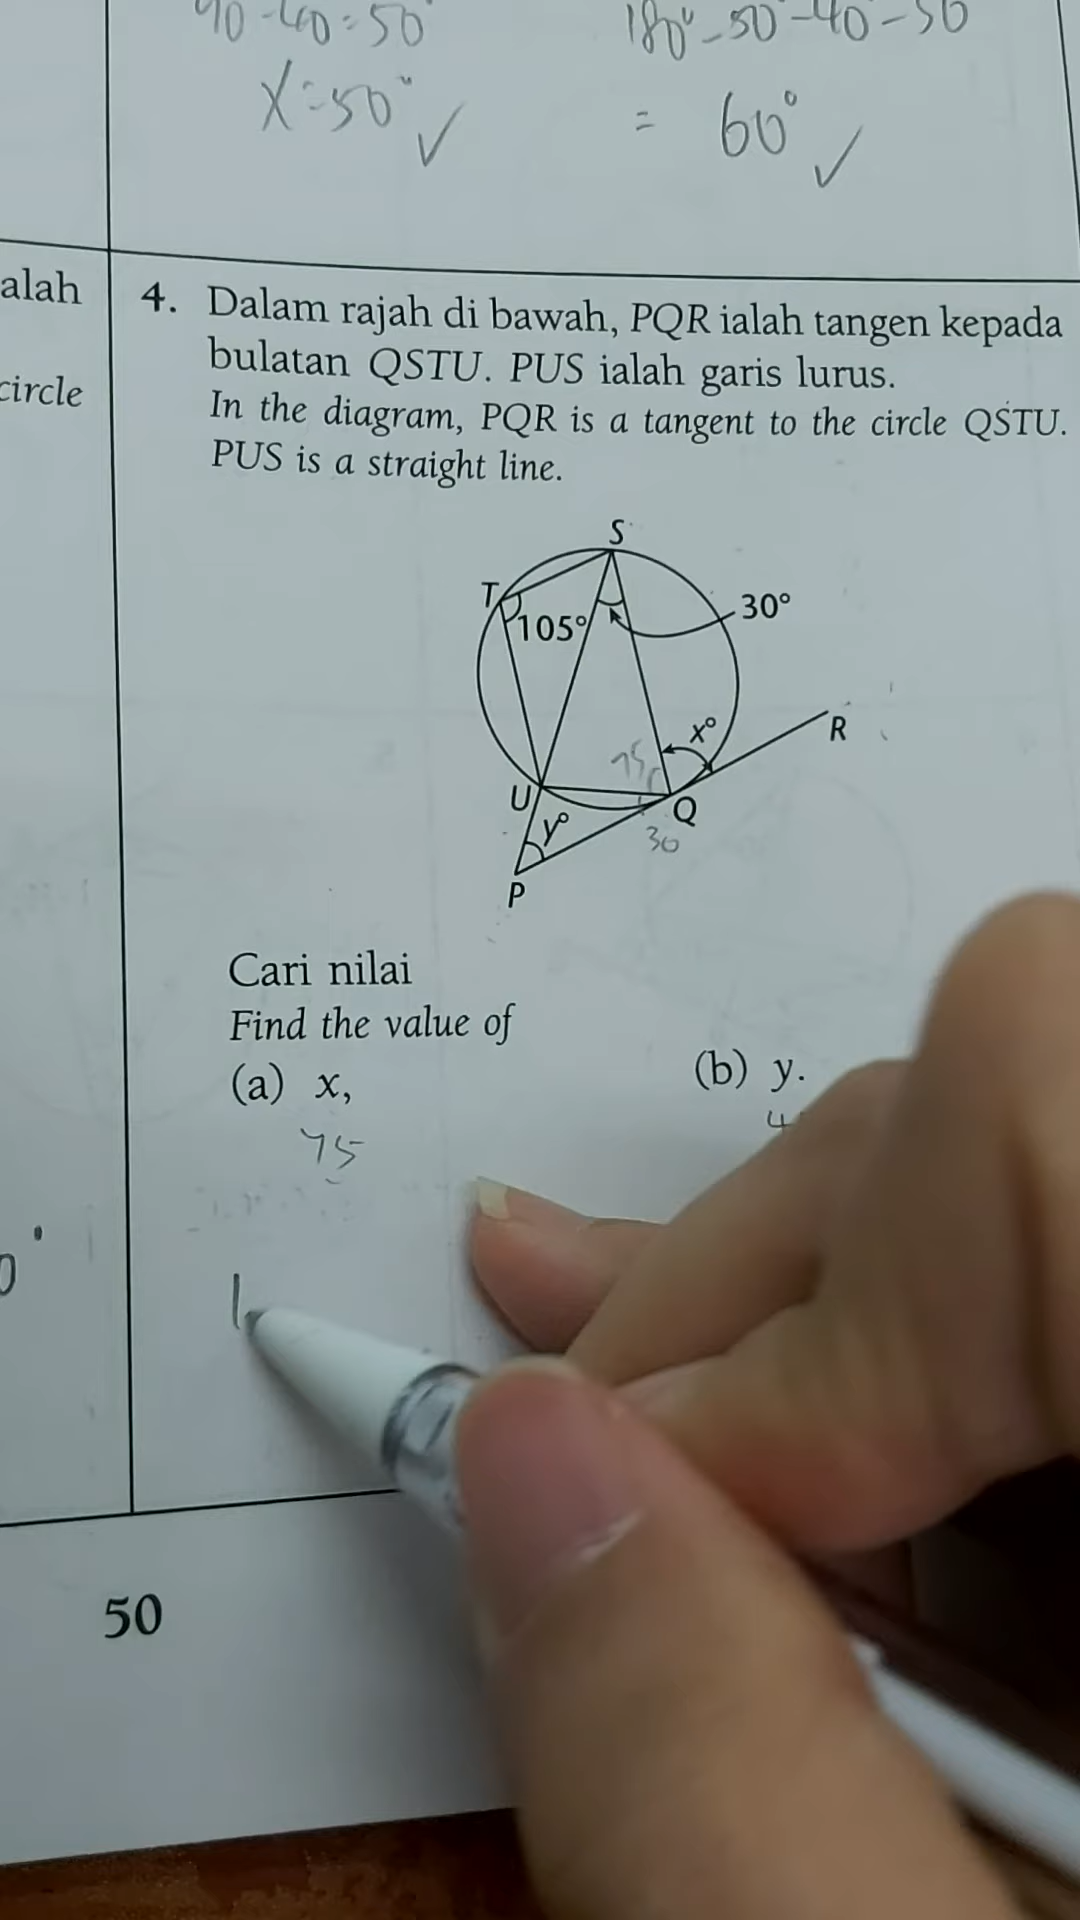 90-40=50°
180°-50-40-30
x=50° ✓
= 60° ✓
alah
circle
4. Dalam rajah di bawah, PQR ialah tangen kepada
bulatan QSTU. PUS ialah garis lurus.
In the diagram, PQR is a tangent to the circle QSTU.
PUS is a straight line.
S
T
105°
30°
x°
R
75
U
Q
y°
30
P
Cari nilai
Find the value of
(a) x,
(b) y.
75
4
50